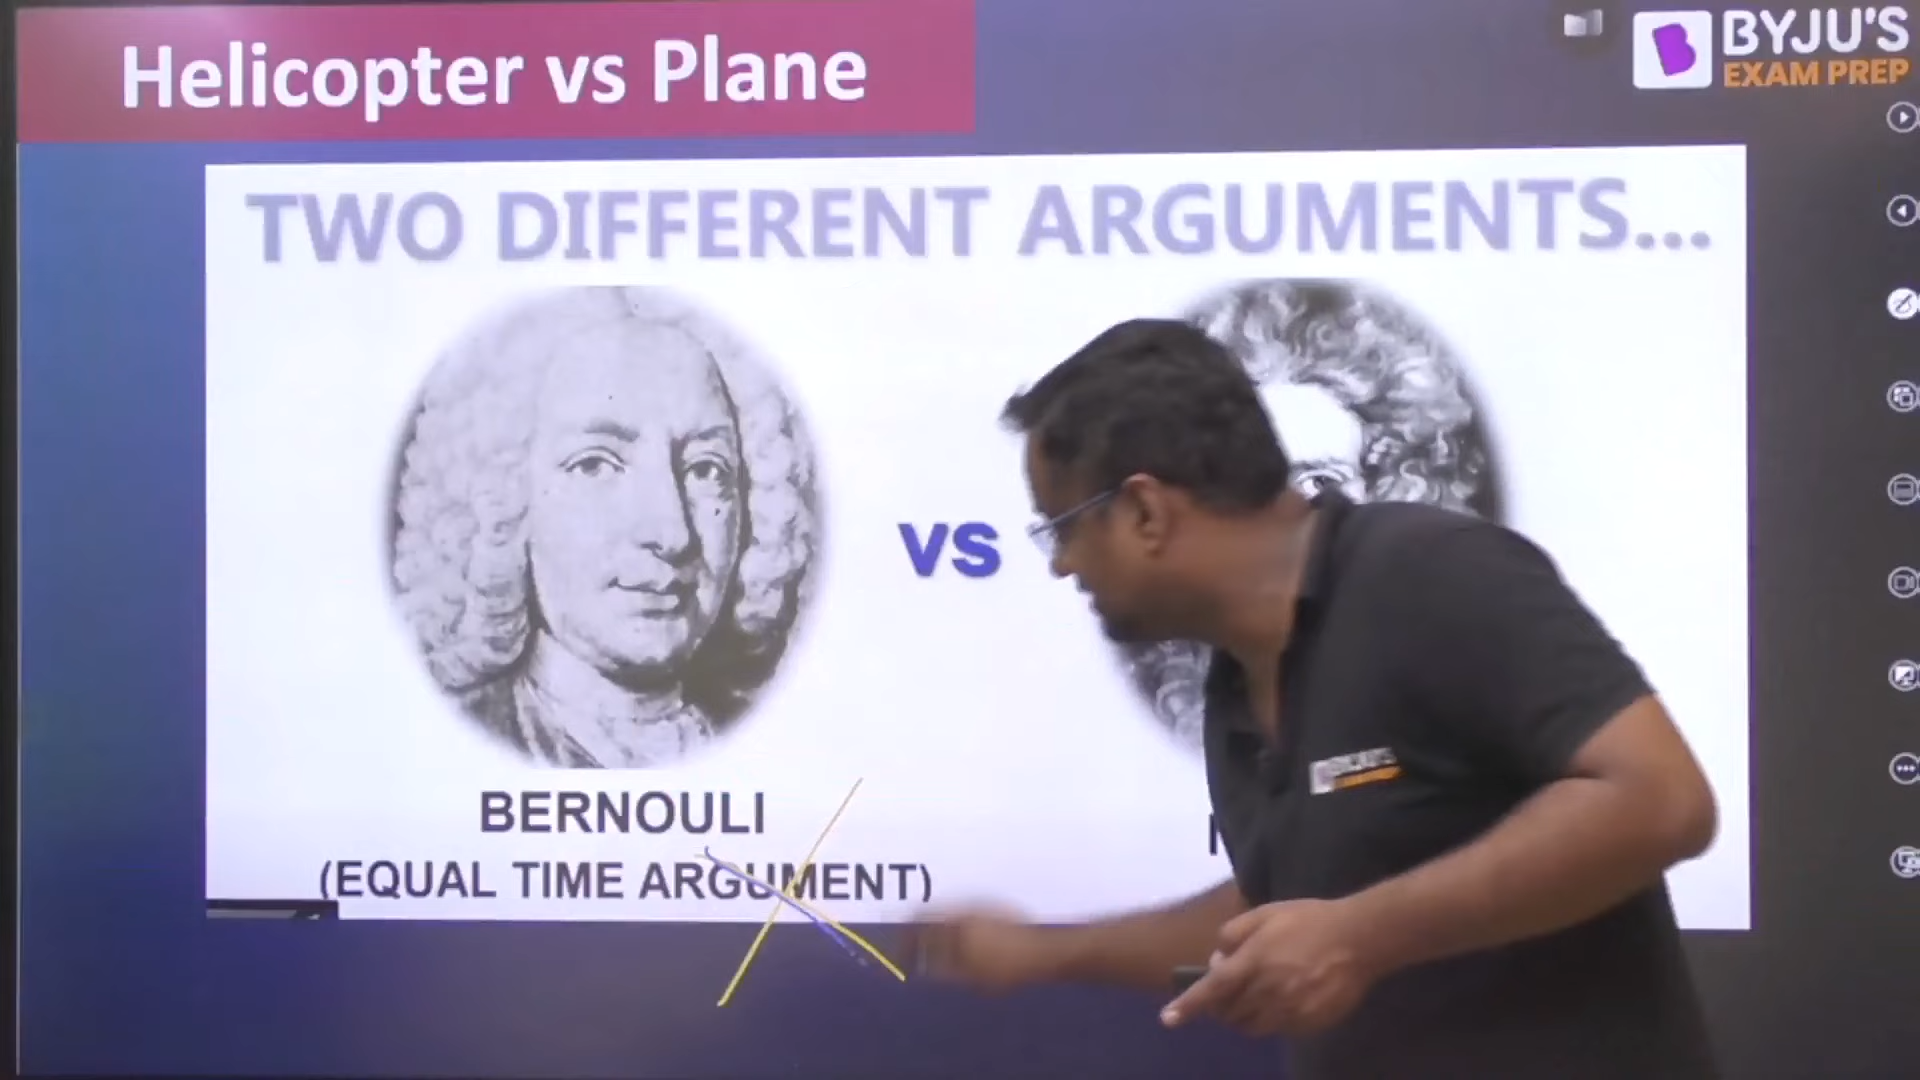 Helicopter vs Plane
BYJU'S
EXAM PREP
TWO DIFFERENT ARGUMENTS...
VS
BERNOULI
(EQUAL TIME ARGUMENT)